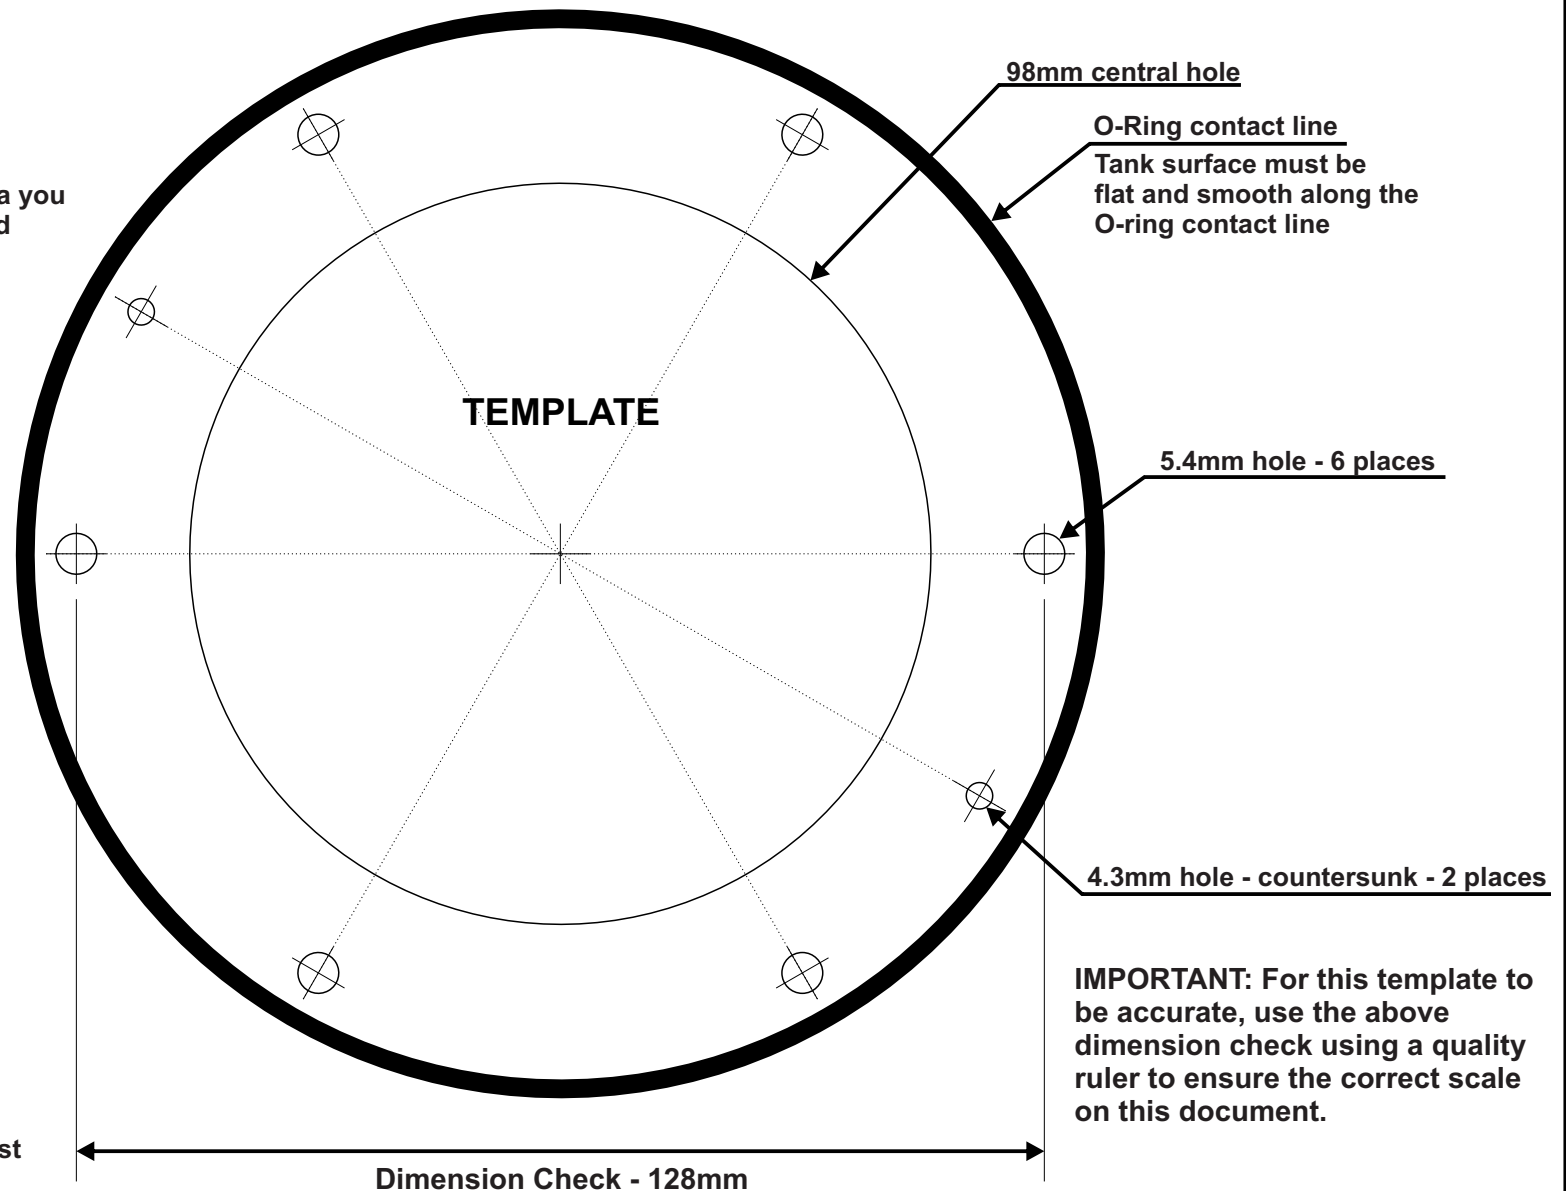 98mm central hole
O-Ring contact line
Tank surface must be
flat and smooth along the
O-ring contact line
a you
d
TEMPLATE
5.4mm hole - 6 places
4.3mm hole - countersunk - 2 places
IMPORTANT: For this template to
be accurate, use the above
dimension check using a quality
ruler to ensure the correct scale
on this document.
st
Dimension Check - 128mm